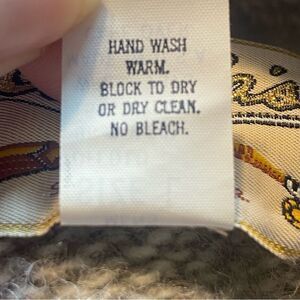 HAND WASH
WARM.
BLOCK TO DRY
OR DRY CLEAN.
NO BLEACH.